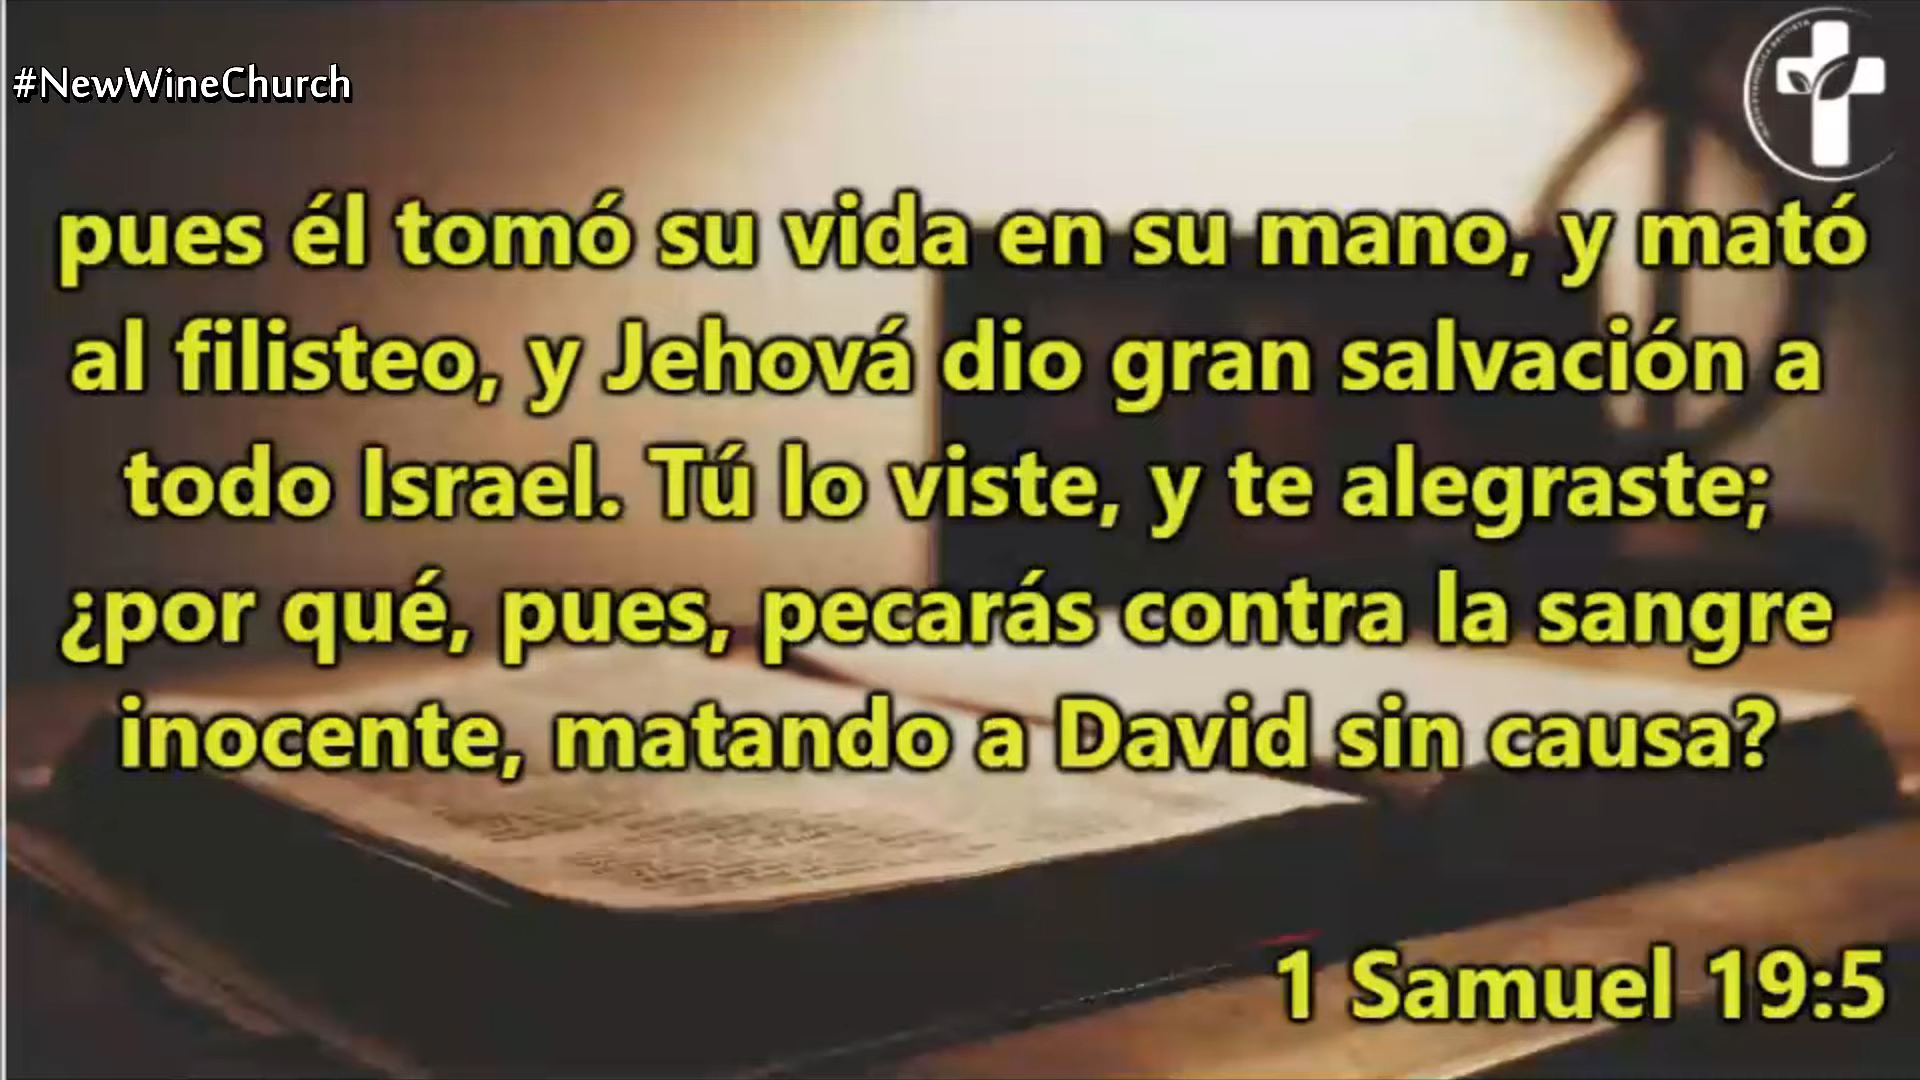 #NewWineChurch
pues él tomó su vida en su mano, y mató
al filisteo, y Jehová dio gran salvación a
todo Israel. Tú lo viste, y te alegraste;
¿por qué, pues, pecarás contra la sangre
inocente, matando a David sin causa?
1 Samuel 19:5